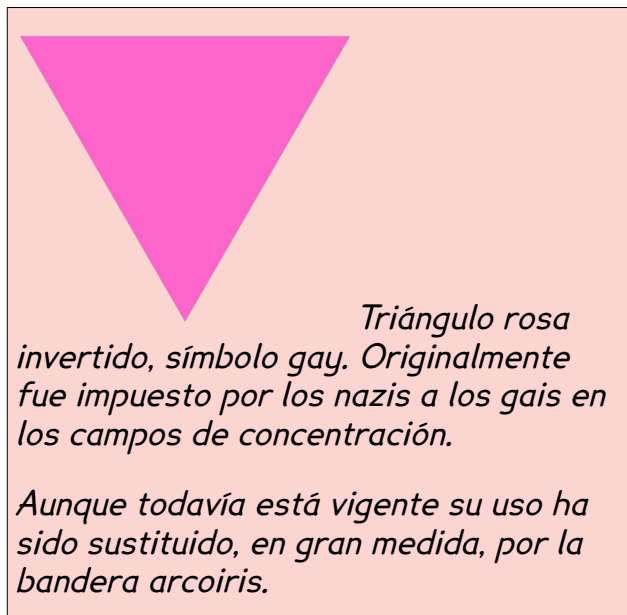 Triángulo rosa
invertido, símbolo gay. Originalmente
fue impuesto por los nazis a los gais en
los campos de concentración.
Aunque todavía está vigente su uso ha
sido sustituido, en gran medida, por la
bandera arcoiris.